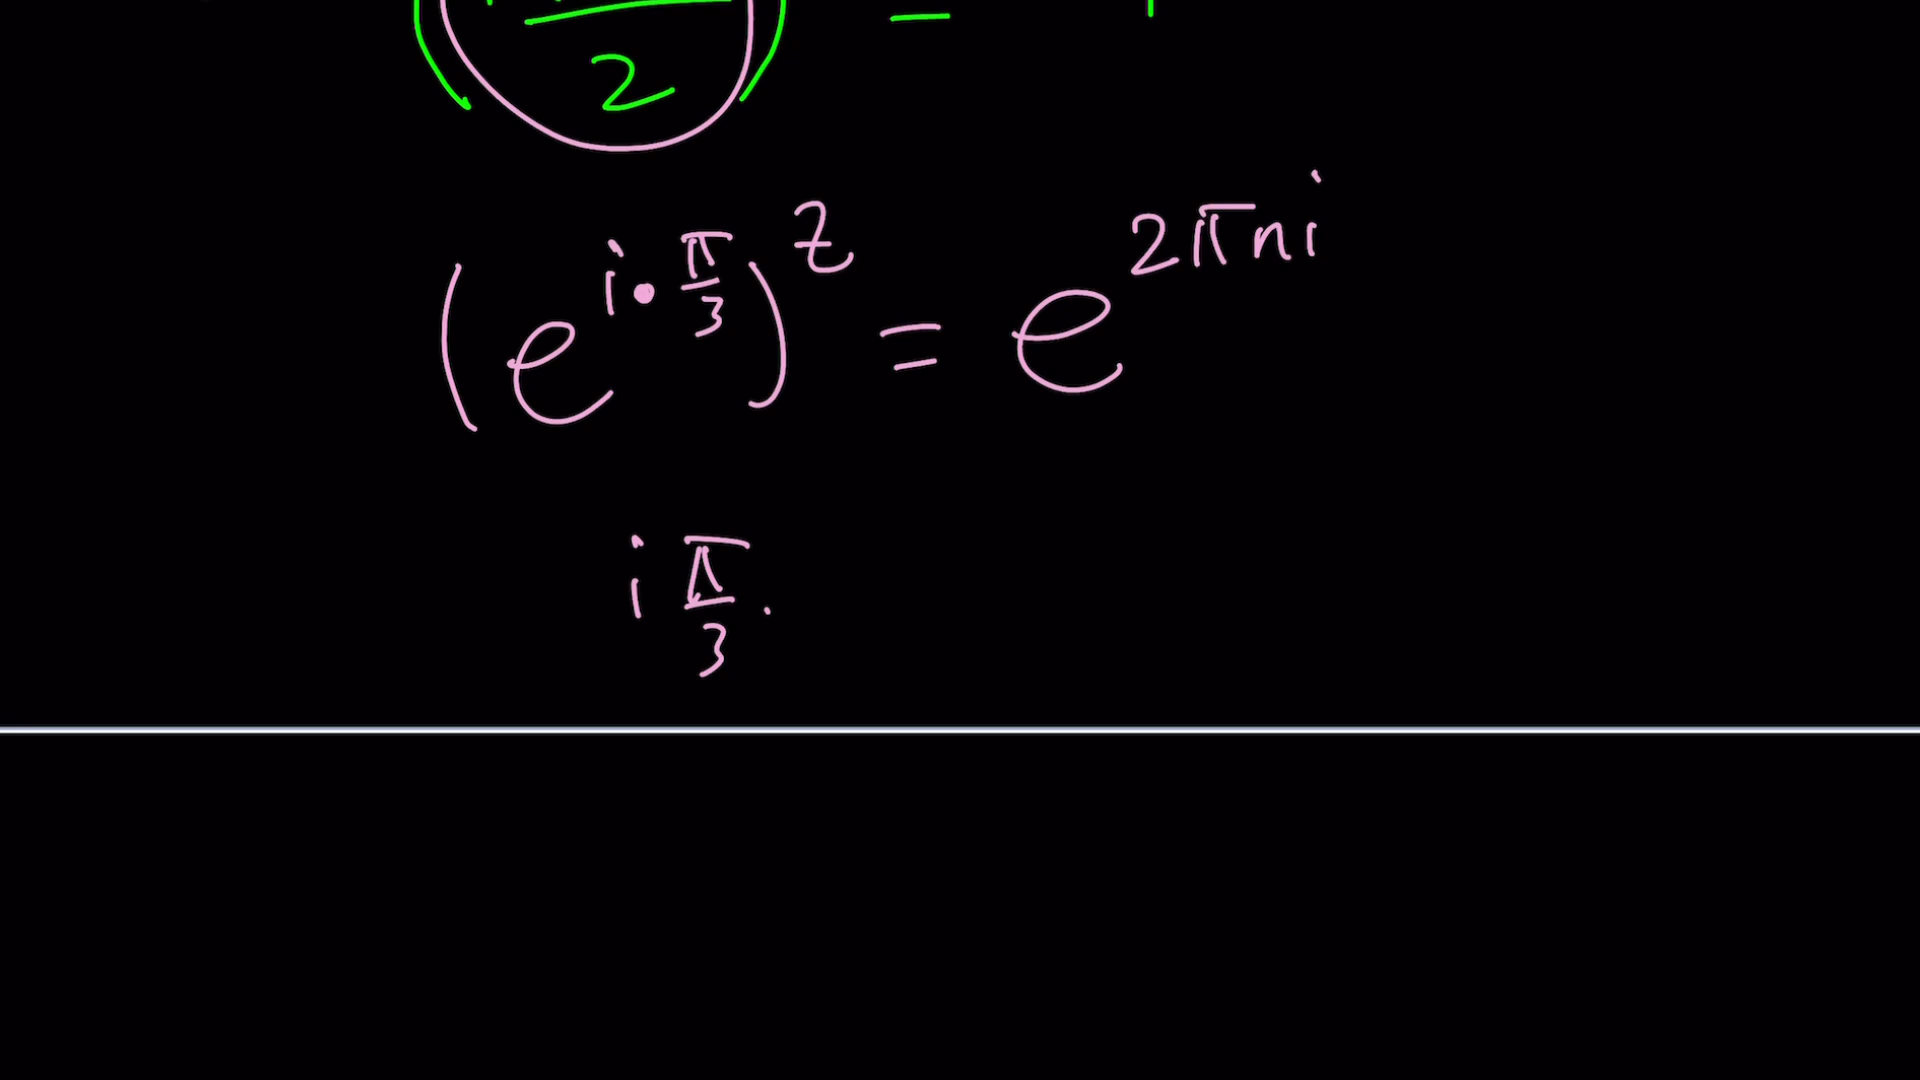 2
(e^{i·π/3})^z = e^{2πni}
i π/3 .